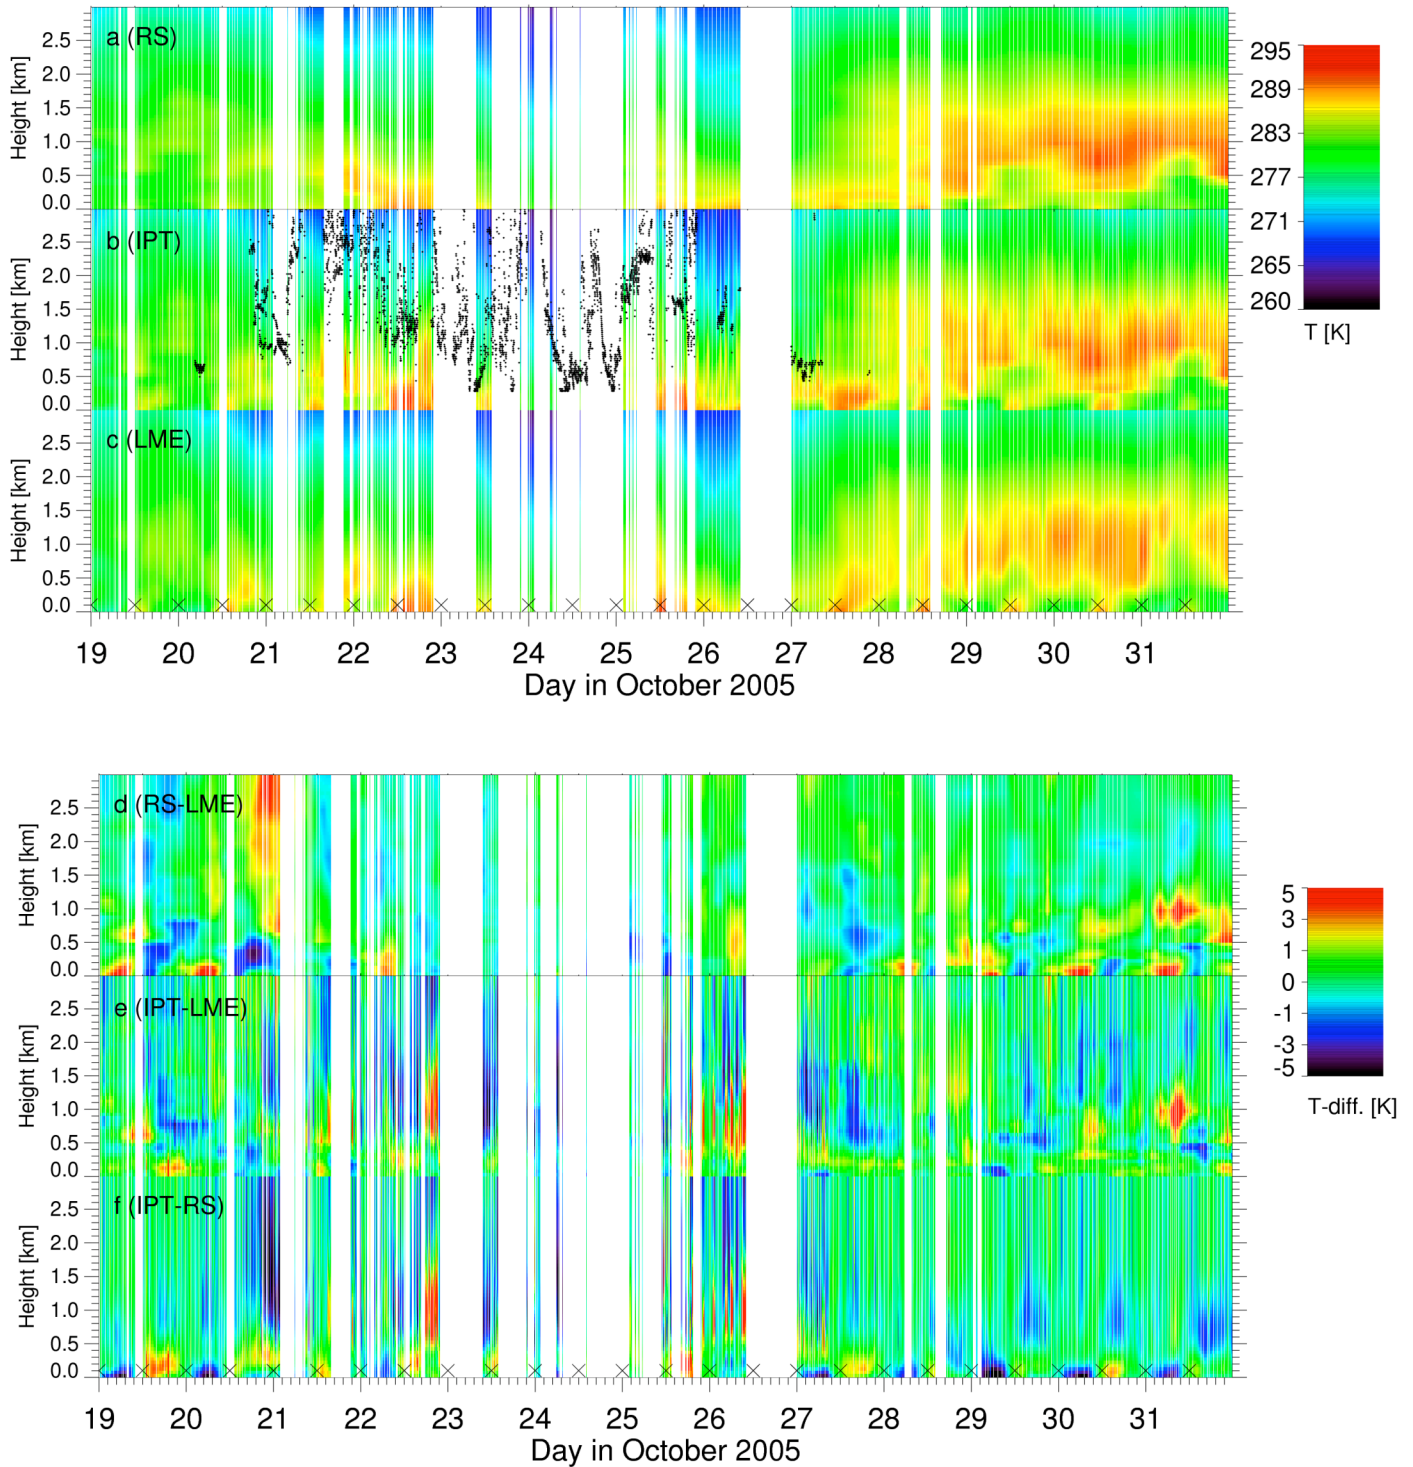 a (RS)
Height [km]
2.5
2.0
1.5
1.0
0.5
0.0
b (IPT)
Height [km]
2.5
2.0
1.5
1.0
0.5
0.0
c (LME)
Height [km]
2.5
2.0
1.5
1.0
0.5
0.0
19 20 21 22 23 24 25 26 27 28 29 30 31
Day in October 2005
295
289
283
277
271
265
260
T [K]
d (RS-LME)
Height [km]
2.5
2.0
1.5
1.0
0.5
0.0
e (IPT-LME)
Height [km]
2.5
2.0
1.5
1.0
0.5
0.0
f (IPT-RS)
Height [km]
2.5
2.0
1.5
1.0
0.5
0.0
19 20 21 22 23 24 25 26 27 28 29 30 31
Day in October 2005
5
3
1
0
-1
-3
-5
T-diff. [K]